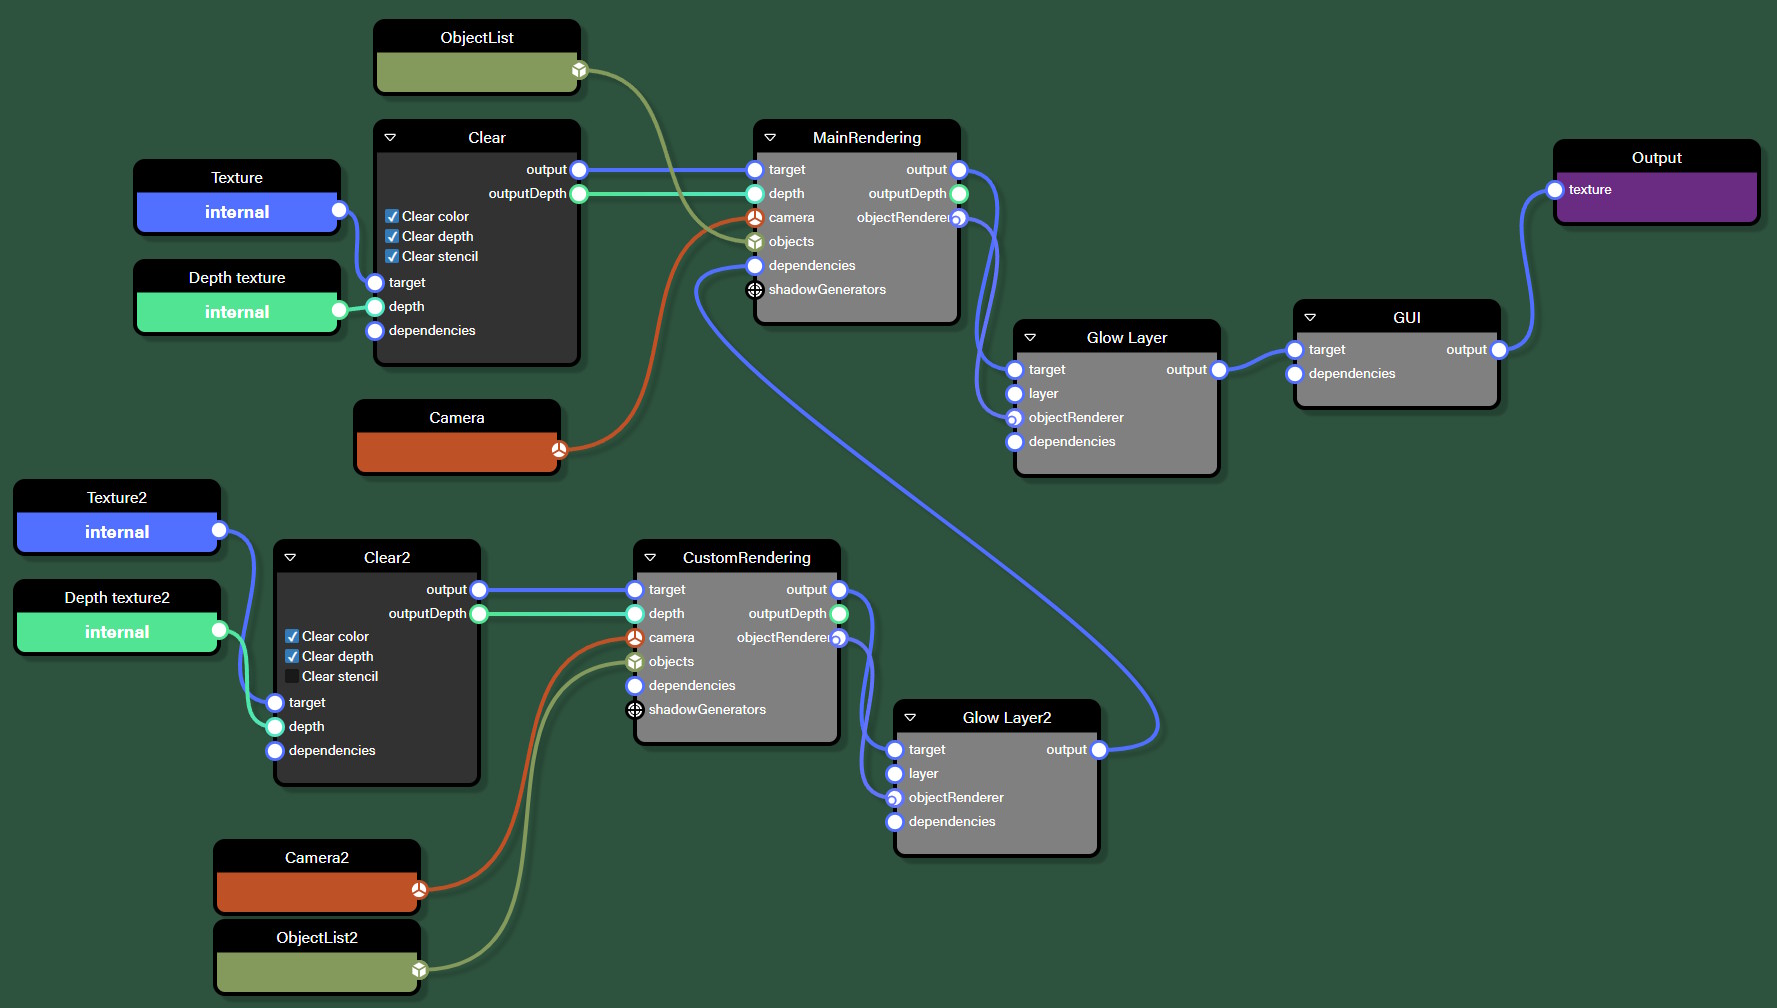 ObjectList
Clear
output
outputDepth
Clear color
Clear depth
Clear stencil
target
depth
dependencies
Texture
internal
Depth texture
internal
Camera
MainRendering
target
output
depth
outputDepth
camera
objectRenderer
objects
dependencies
shadowGenerators
Glow Layer
target
output
layer
objectRenderer
dependencies
GUI
target
output
dependencies
Output
texture
Texture2
internal
Depth texture2
internal
Clear2
output
outputDepth
Clear color
Clear depth
Clear stencil
target
depth
dependencies
CustomRendering
target
output
depth
outputDepth
camera
objectRenderer
objects
dependencies
shadowGenerators
Glow Layer2
target
output
layer
objectRenderer
dependencies
Camera2
ObjectList2